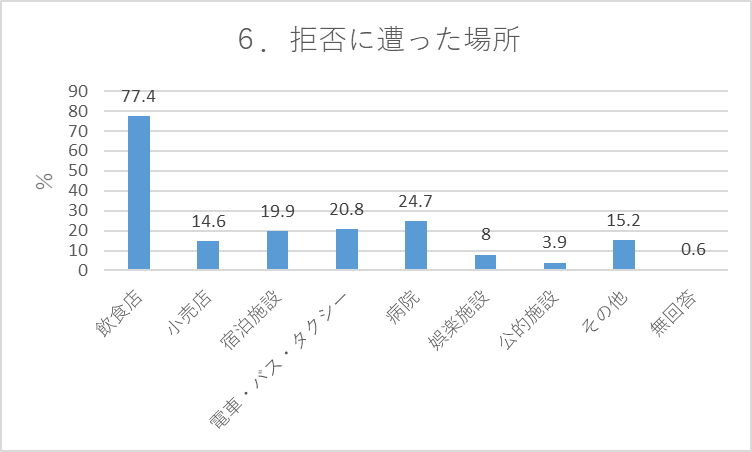 ６．拒否に遭った場所
%
90
80
70
60
50
40
30
20
10
0
77.4
14.6
19.9
20.8
24.7
8
3.9
15.2
0.6
飲食店
小売店
宿泊施設
電車・バス・タクシー
病院
娯楽施設
公的施設
その他
無回答